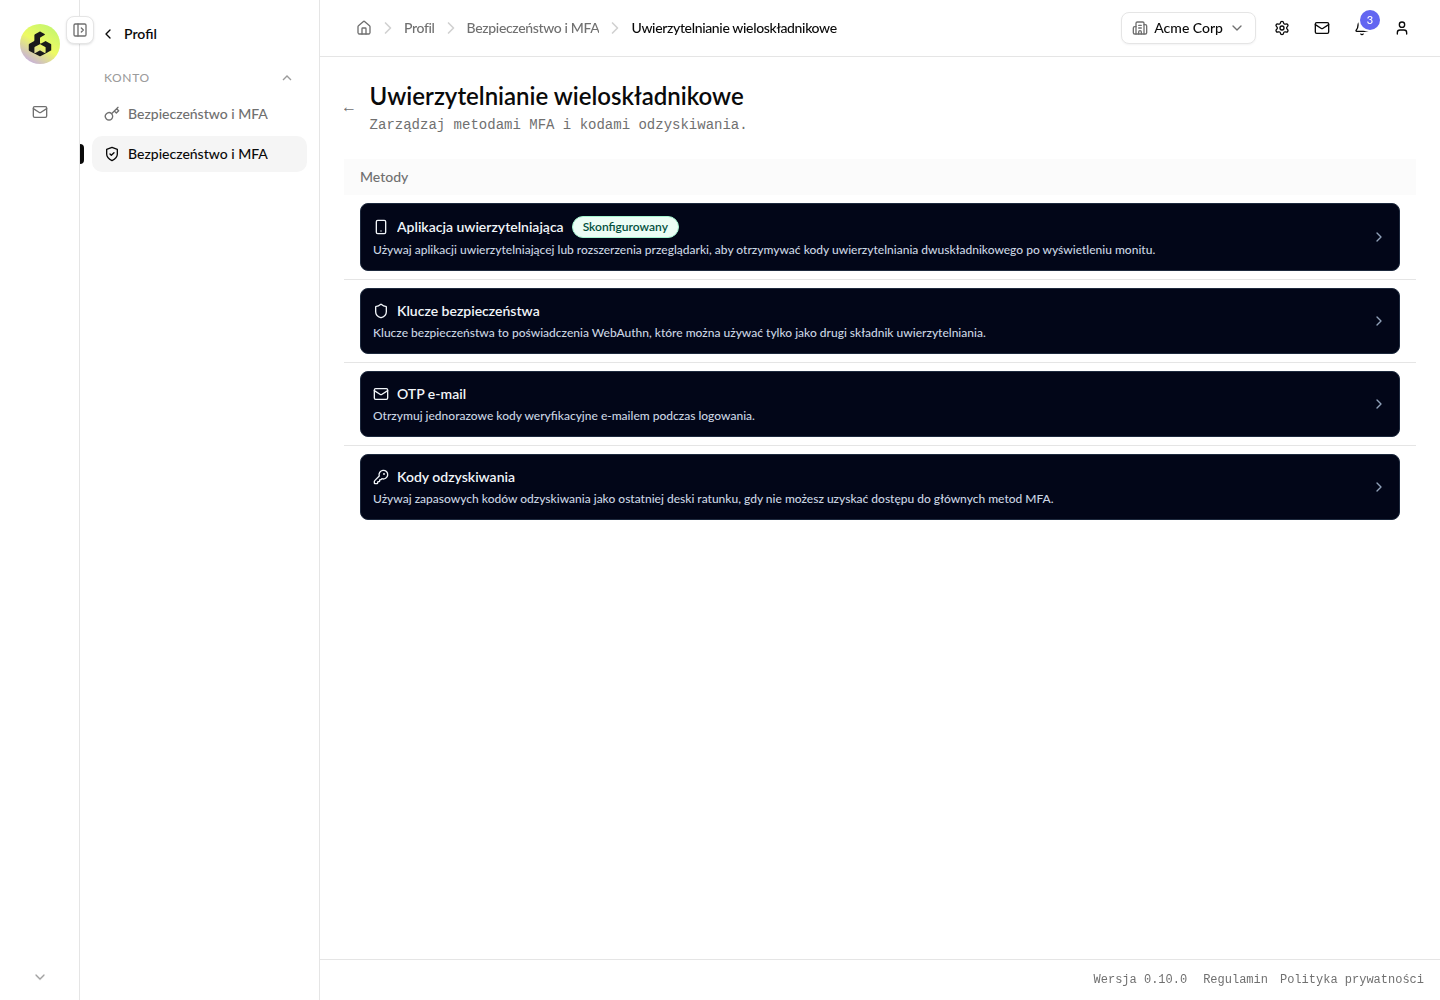 Profil
KONTO
Bezpieczeństwo i MFA
Bezpieczeństwo i MFA
Profil
Bezpieczeństwo i MFA
Uwierzytelnianie wieloskładnikowe
Acme Corp
3
← Uwierzytelnianie wieloskładnikowe
Zarządzaj metodami MFA i kodami odzyskiwania.
Metody
Aplikacja uwierzytelniająca Skonfigurowany
Używaj aplikacji uwierzytelniającej lub rozszerzenia przeglądarki, aby otrzymywać kody uwierzytelniania dwuskładnikowego po wyświetleniu monitu.
Klucze bezpieczeństwa
Klucze bezpieczeństwa to poświadczenia WebAuthn, które można używać tylko jako drugi składnik uwierzytelniania.
OTP e-mail
Otrzymuj jednorazowe kody weryfikacyjne e-mailem podczas logowania.
Kody odzyskiwania
Używaj zapasowych kodów odzyskiwania jako ostatniej deski ratunku, gdy nie możesz uzyskać dostępu do głównych metod MFA.
Wersja 0.10.0 Regulamin Polityka prywatności